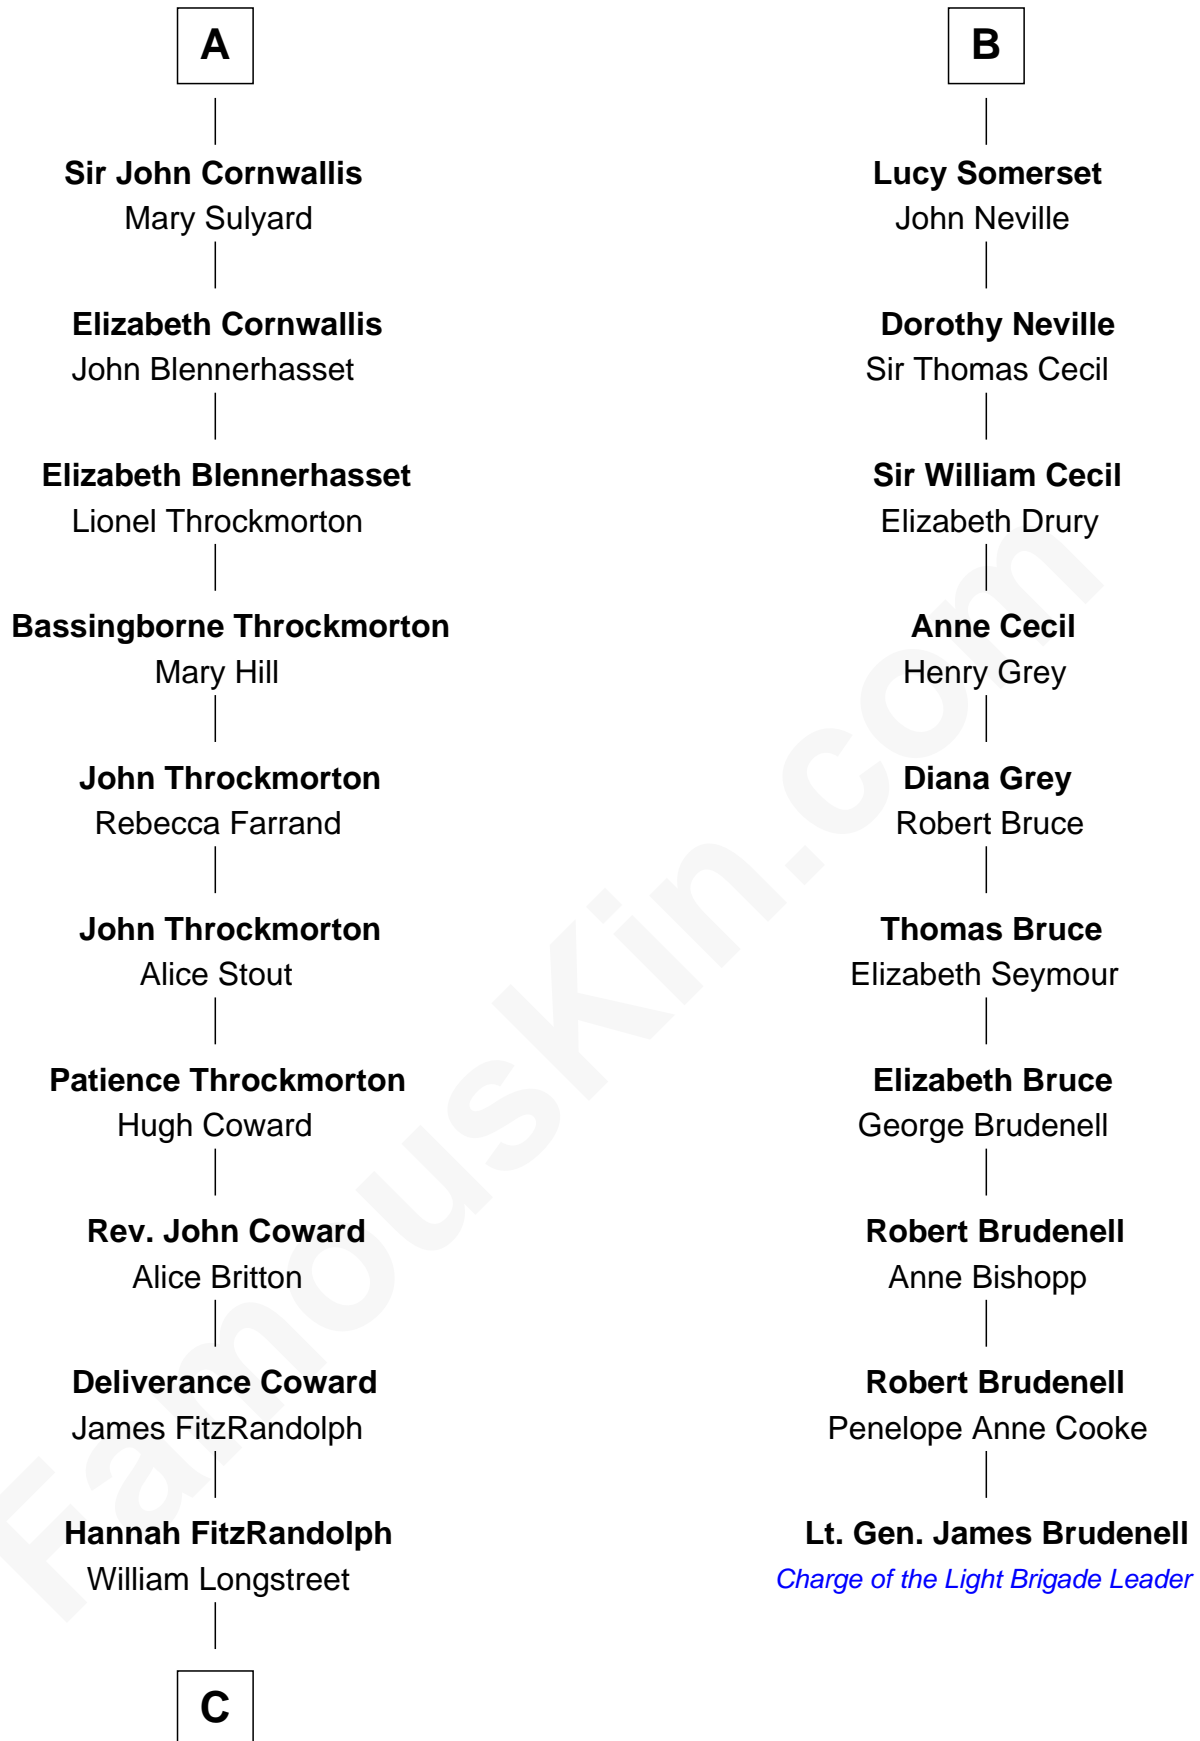 A
Sir John Cornwallis
Mary Sulyard
Elizabeth Cornwallis
John Blennerhasset
Elizabeth Blennerhasset
Lionel Throckmorton
Bassingborne Throckmorton
Mary Hill
John Throckmorton
Rebecca Farrand
John Throckmorton
Alice Stout
Patience Throckmorton
Hugh Coward
Rev. John Coward
Alice Britton
Deliverance Coward
James FitzRandolph
Hannah FitzRandolph
William Longstreet
C
B
Lucy Somerset
John Neville
Dorothy Neville
Sir Thomas Cecil
Sir William Cecil
Elizabeth Drury
Anne Cecil
Henry Grey
Diana Grey
Robert Bruce
Thomas Bruce
Elizabeth Seymour
Elizabeth Bruce
George Brudenell
Robert Brudenell
Anne Bishopp
Robert Brudenell
Penelope Anne Cooke
Lt. Gen. James Brudenell
Charge of the Light Brigade Leader
FamousKin.com